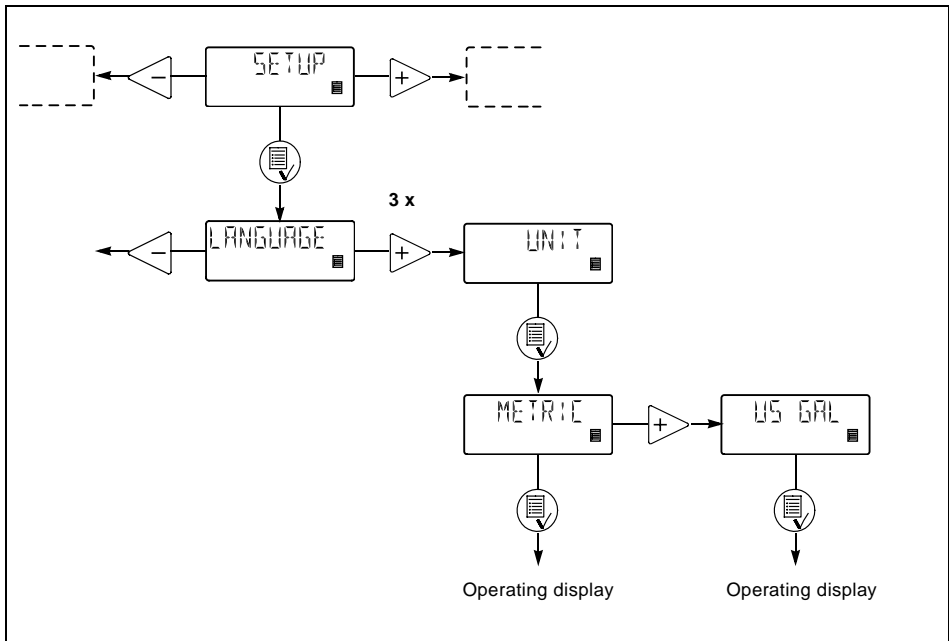 SETUP
3 x
LANGUAGE
UNIT
METRIC
US GAL
Operating display
Operating display